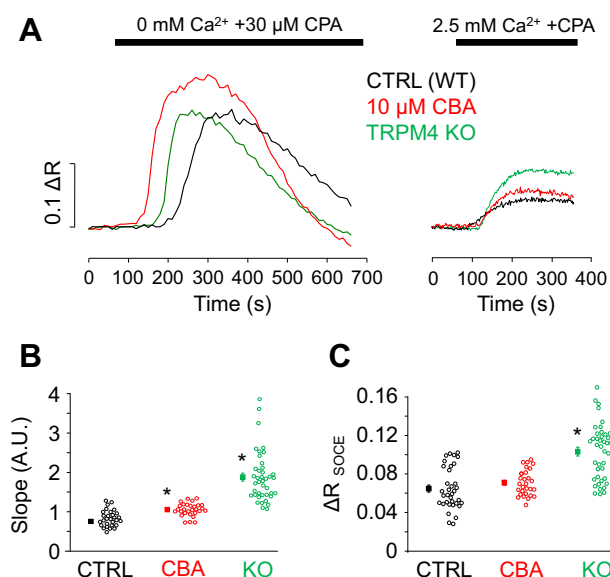 A
0 mM Ca²⁺ +30 µM CPA
2.5 mM Ca²⁺ +CPA
CTRL (WT)
10 µM CBA
TRPM4 KO
0.1 ΔR
0 100 200 300 400 500 600 700
Time (s)
0 100 200 300 400
Time (s)
B
Slope (A.U.)
4
3
2
1
0
*
*
CTRL CBA KO
C
ΔR SOCE
0.16
0.12
0.08
0.04
0
*
CTRL CBA KO